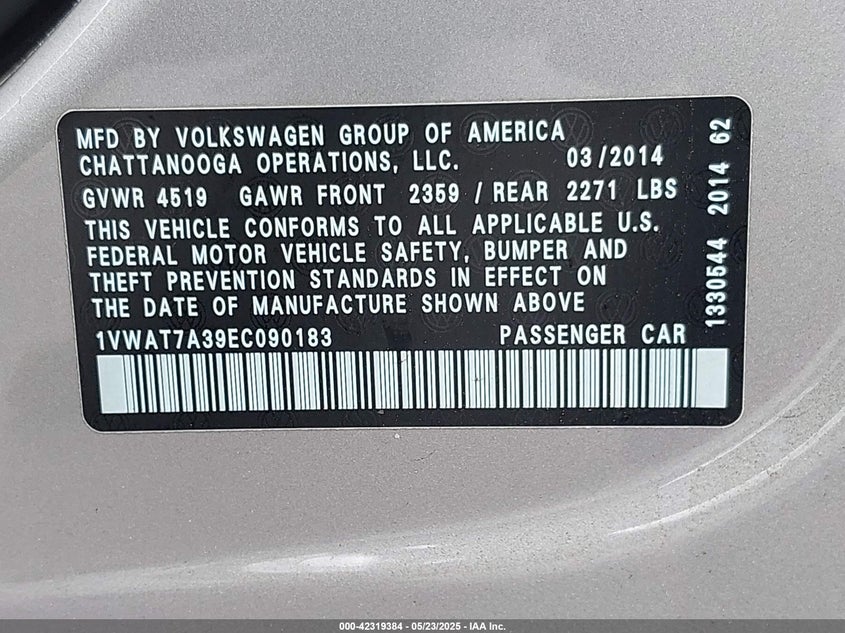 MFD BY VOLKSWAGEN GROUP OF AMERICA
CHATTANOOGA OPERATIONS, LLC. 03/2014
GVWR 4519 GAWR FRONT 2359 / REAR 2271 LBS
THIS VEHICLE CONFORMS TO ALL APPLICABLE U.S.
FEDERAL MOTOR VEHICLE SAFETY, BUMPER AND
THEFT PREVENTION STANDARDS IN EFFECT ON
THE DATE OF MANUFACTURE SHOWN ABOVE
1VWAT7A39EC090183 PASSENGER CAR
1330544 2014 62
000-42319384 - 05/23/2025 - IAA Inc.